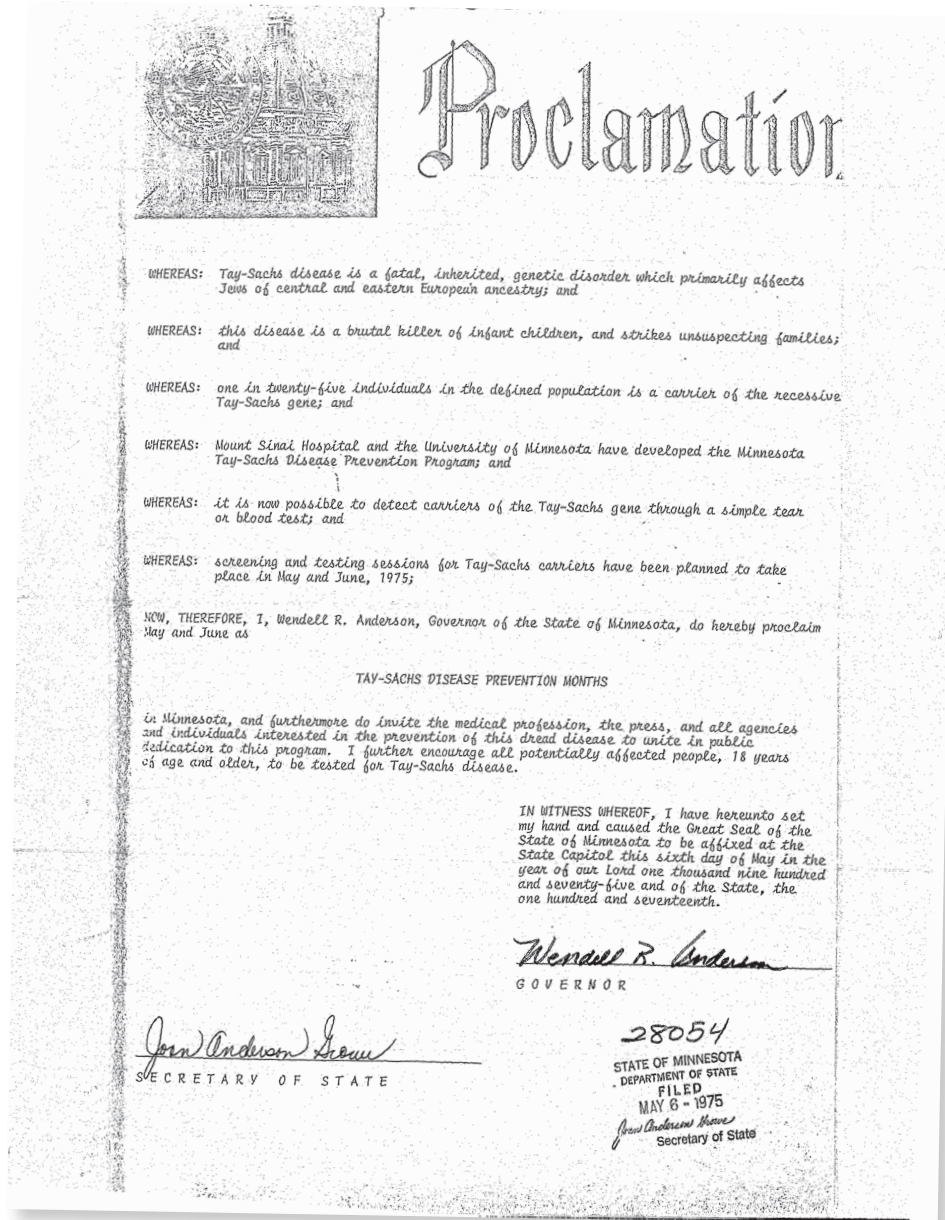 Proclamation
WHEREAS: Tay-Sachs disease is a fatal, inherited, genetic disorder which primarily affects
Jews of central and eastern European ancestry; and
WHEREAS: this disease is a brutal killer of infant children, and strikes unsuspecting families;
and
WHEREAS: one in twenty-five individuals in the defined population is a carrier of the recessive
Tay-Sachs gene; and
WHEREAS: Mount Sinai Hospital and the University of Minnesota have developed the Minnesota
Tay-Sachs Disease Prevention Program; and
WHEREAS: it is now possible to detect carriers of the Tay-Sachs gene through a simple tear
or blood test; and
WHEREAS: screening and testing sessions for Tay-Sachs carriers have been planned to take
place in May and June, 1975;
NOW, THEREFORE, I, Wendell R. Anderson, Governor of the State of Minnesota, do hereby proclaim
May and June as
TAY-SACHS DISEASE PREVENTION MONTHS
in Minnesota, and furthermore do invite the medical profession, the press, and all agencies
and individuals interested in the prevention of this dread disease to unite in public
dedication to this program. I further encourage all potentially affected people, 18 years
of age and older, to be tested for Tay-Sachs disease.
IN WITNESS WHEREOF, I have hereunto set
my hand and caused the Great Seal of the
State of Minnesota to be affixed at the
State Capitol this sixth day of May in the
year of our Lord one thousand nine hundred
and seventy-five and of the State, the
one hundred and seventeenth.
Wendell R. Anderson
GOVERNOR
Joan Anderson Growe
SECRETARY OF STATE
28054
STATE OF MINNESOTA
DEPARTMENT OF STATE
FILED
MAY 6 - 1975
Joan Anderson Growe
Secretary of State